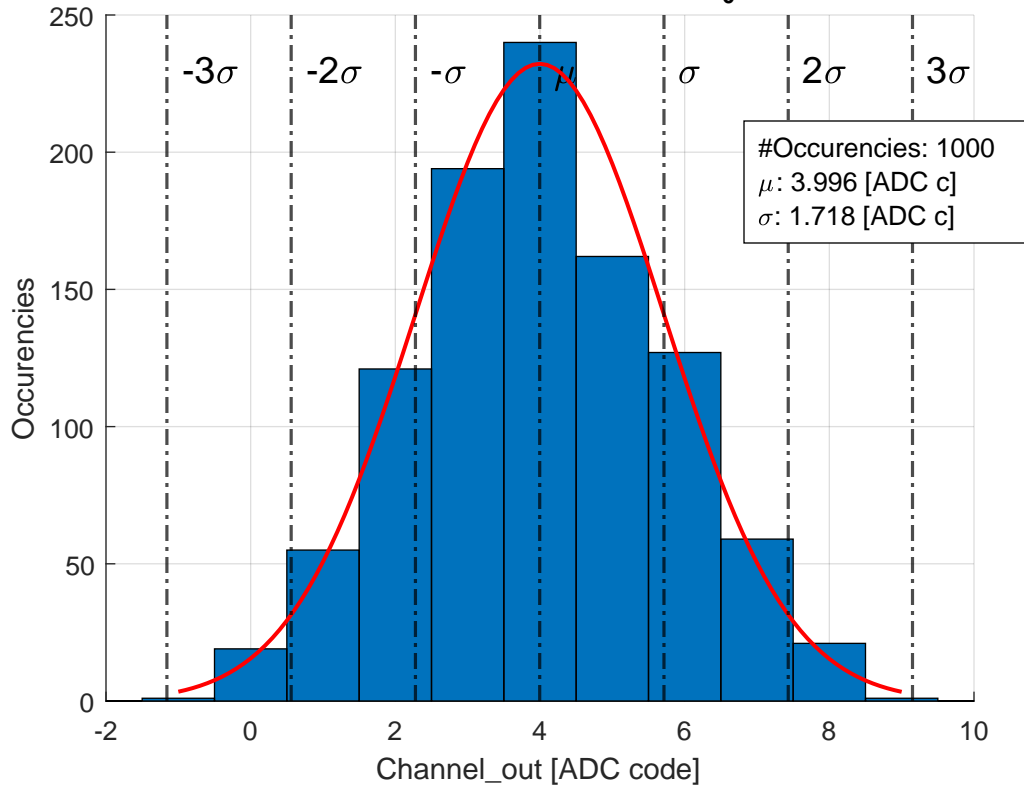 250
200
150
100
50
0
Occurencies
-3σ -2σ -σ μ σ 2σ 3σ
#Occurencies: 1000
μ: 3.996 [ADC c]
σ: 1.718 [ADC c]
-2 0 2 4 6 8 10
Channel_out [ADC code]